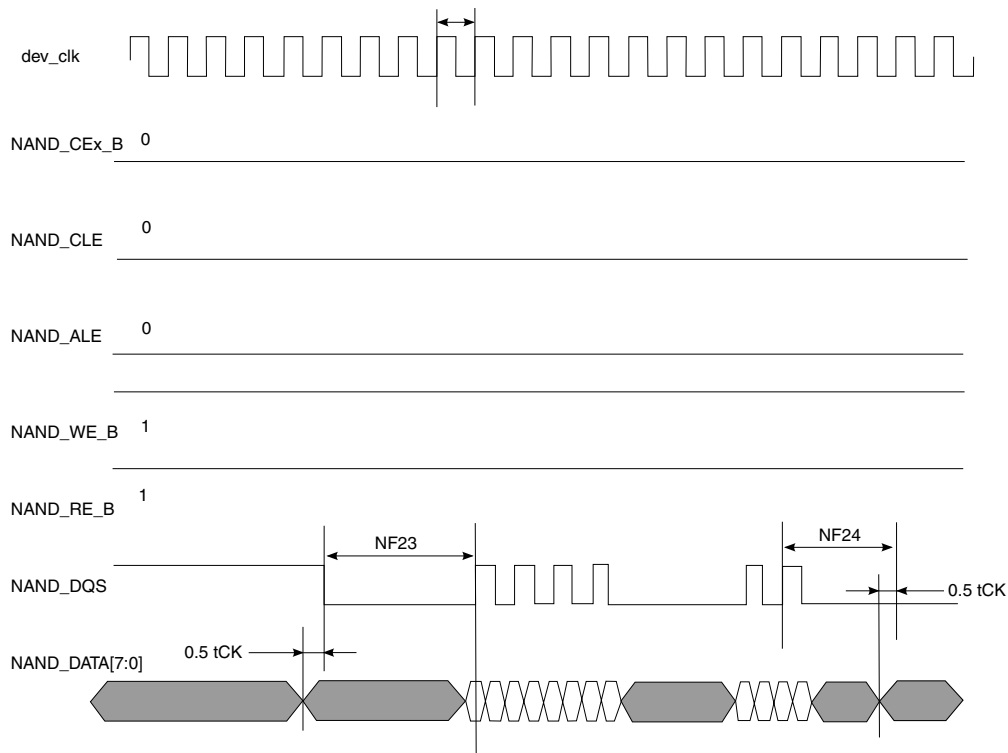 dev_clk
NAND_CEx_B 0
NAND_CLE 0
NAND_ALE 0
NAND_WE_B 1
NAND_RE_B 1
NF23
NF24
NAND_DQS
0.5 tCK
NAND_DATA[7:0]
0.5 tCK